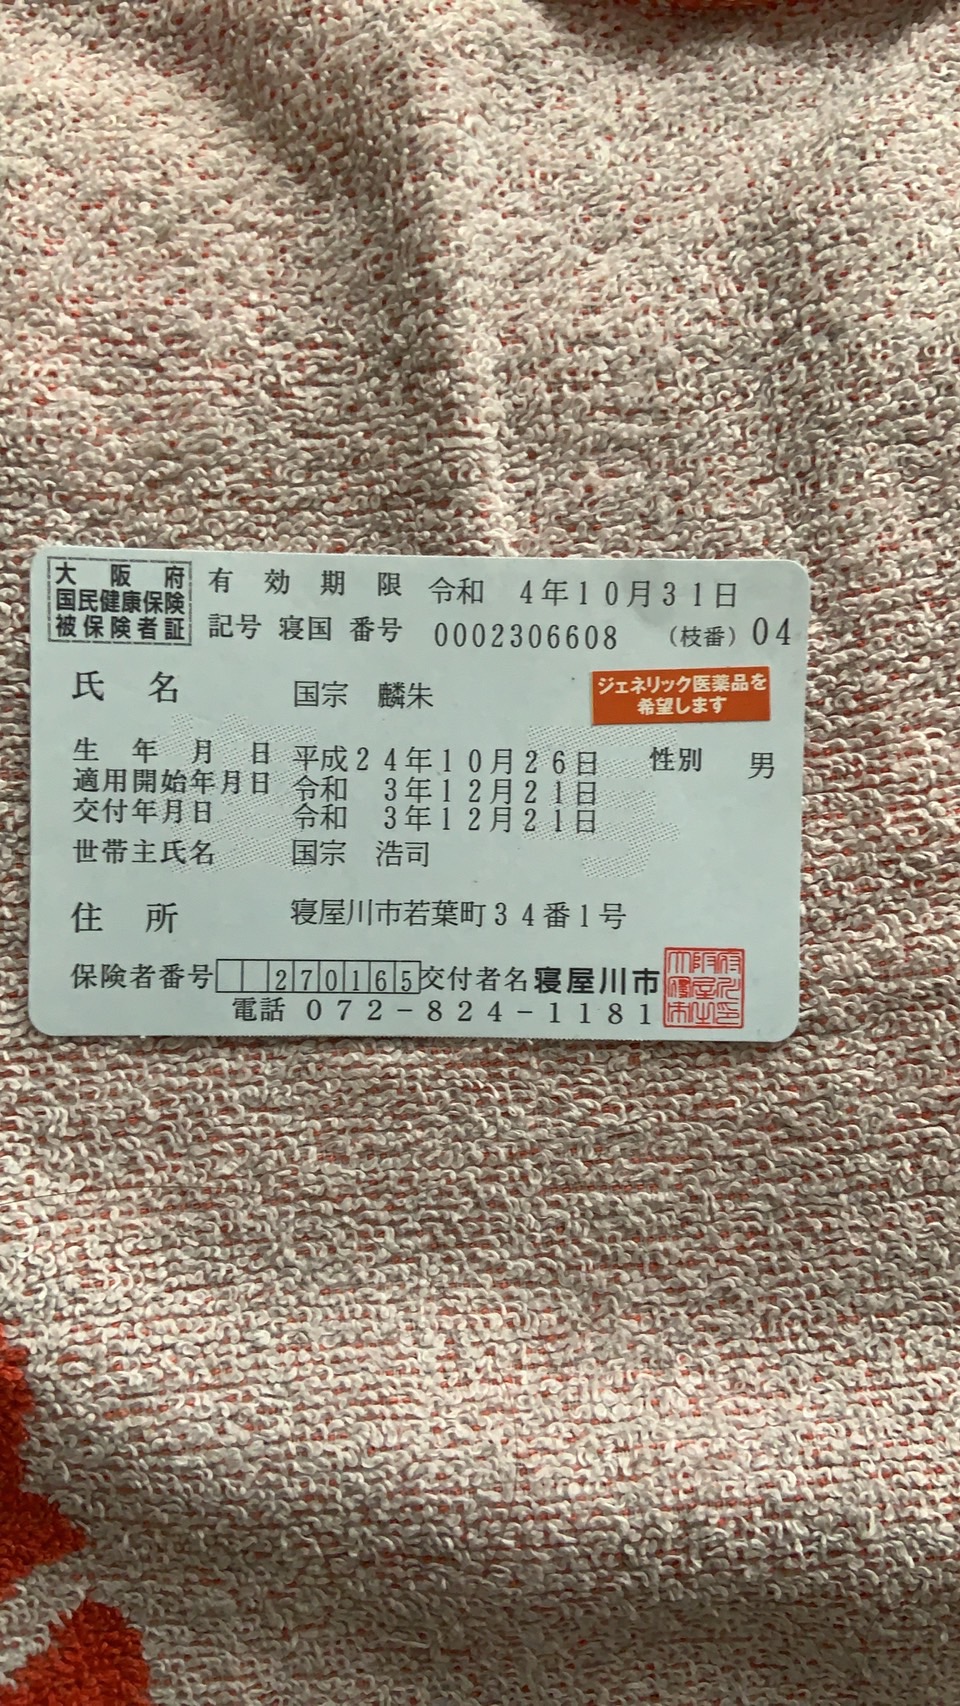 大阪府
国民健康保険
被保険者証
有効期限 令和 4年10月31日
記号 寝国 番号 0002306608 (枝番) 04
氏名 国宗 麟朱
ジェネリック医薬品を
希望します
生年月日 平成24年10月26日 性別 男
適用開始年月日 令和 3年12月21日
交付年月日 令和 3年12月21日
世帯主氏名 国宗 浩司
住所 寝屋川市若葉町34番1号
保険者番号 270165 交付者名 寝屋川市
電話 072-824-1181